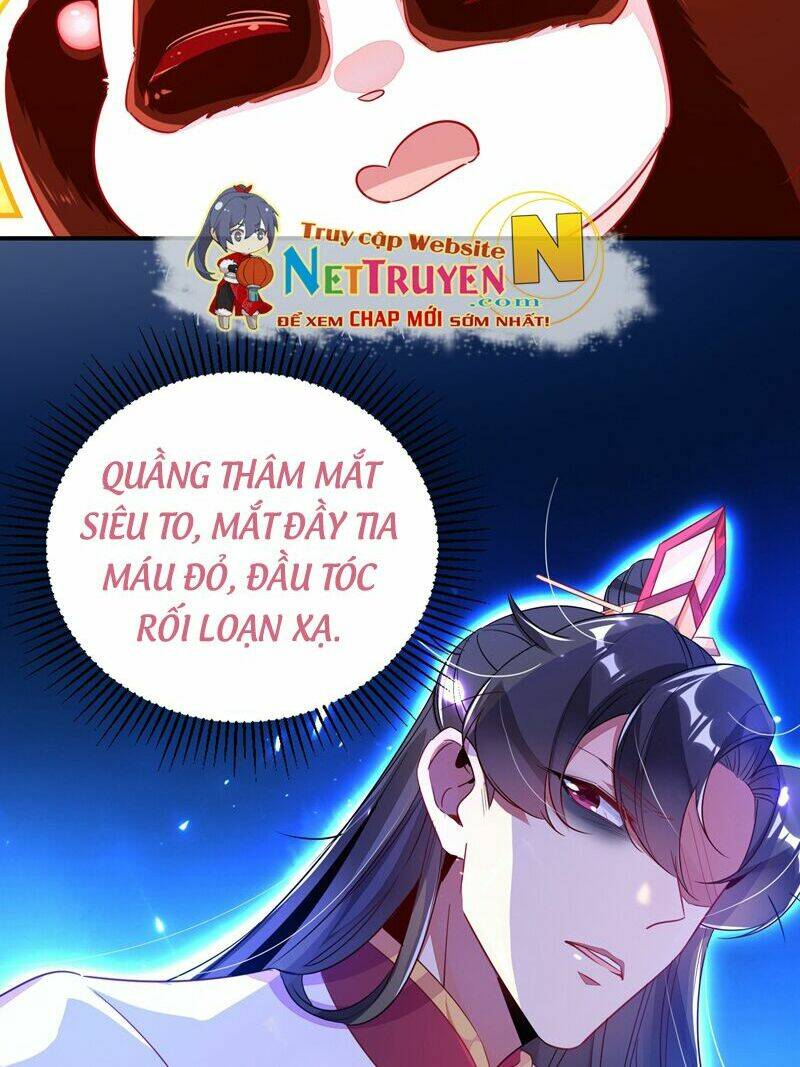 Truy cập Website
N
NETTRUYEN
.com
ĐỂ XEM CHAP MỚI SỚM NHẤT!
QUẦNG THÂM MẮT
SIÊU TO, MẮT ĐẦY TIA
MÁU ĐỎ, ĐẦU TÓC
RỐI LOẠN XẠ.